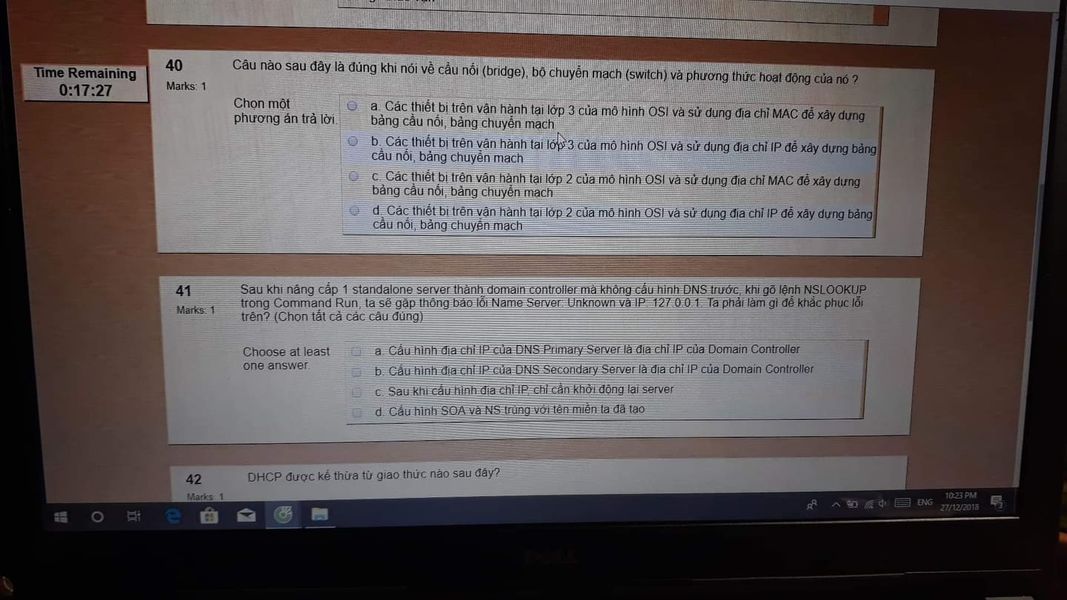 Time Remaining
0:17:27
40
Marks: 1
Câu nào sau đây là đúng khi nói về cầu nối (bridge), bộ chuyển mạch (switch) và phương thức hoạt động của nó ?
Chọn một
phương án trả lời.
a. Các thiết bị trên vận hành tại lớp 3 của mô hình OSI và sử dụng địa chỉ MAC để xây dựng
bảng cầu nối, bảng chuyển mạch
b. Các thiết bị trên vận hành tại lớp 3 của mô hình OSI và sử dụng địa chỉ IP để xây dựng bảng
cầu nối, bảng chuyển mạch
c. Các thiết bị trên vận hành tại lớp 2 của mô hình OSI và sử dụng địa chỉ MAC để xây dựng
bảng cầu nối, bảng chuyển mạch
d. Các thiết bị trên vận hành tại lớp 2 của mô hình OSI và sử dụng địa chỉ IP để xây dựng bảng
cầu nối, bảng chuyển mạch
41
Marks: 1
Sau khi nâng cấp 1 standalone server thành domain controller mà không cấu hình DNS trước, khi gõ lệnh NSLOOKUP
trong Command Run, ta sẽ gặp thông báo lỗi Name Server: Unknown và IP: 127.0.0.1. Ta phải làm gì để khắc phục lỗi
trên? (Chọn tất cả các câu đúng)
Choose at least
one answer.
a. Cấu hình địa chỉ IP của DNS Primary Server là địa chỉ IP của Domain Controller
b. Cấu hình địa chỉ IP của DNS Secondary Server là địa chỉ IP của Domain Controller
c. Sau khi cấu hình địa chỉ IP, chỉ cần khởi động lại server
d. Cấu hình SOA và NS trùng với tên miền ta đã tạo
42
Marks: 1
DHCP được kế thừa từ giao thức nào sau đây?
ENG
10:23 PM
27/12/2018
DELL